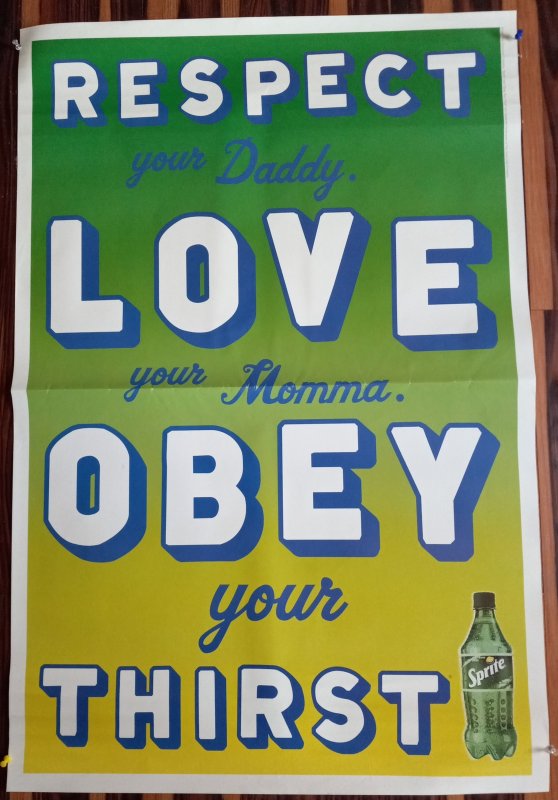 RESPECT
your Daddy.
LOVE
your Momma.
OBEY
your
THIRST
Sprite